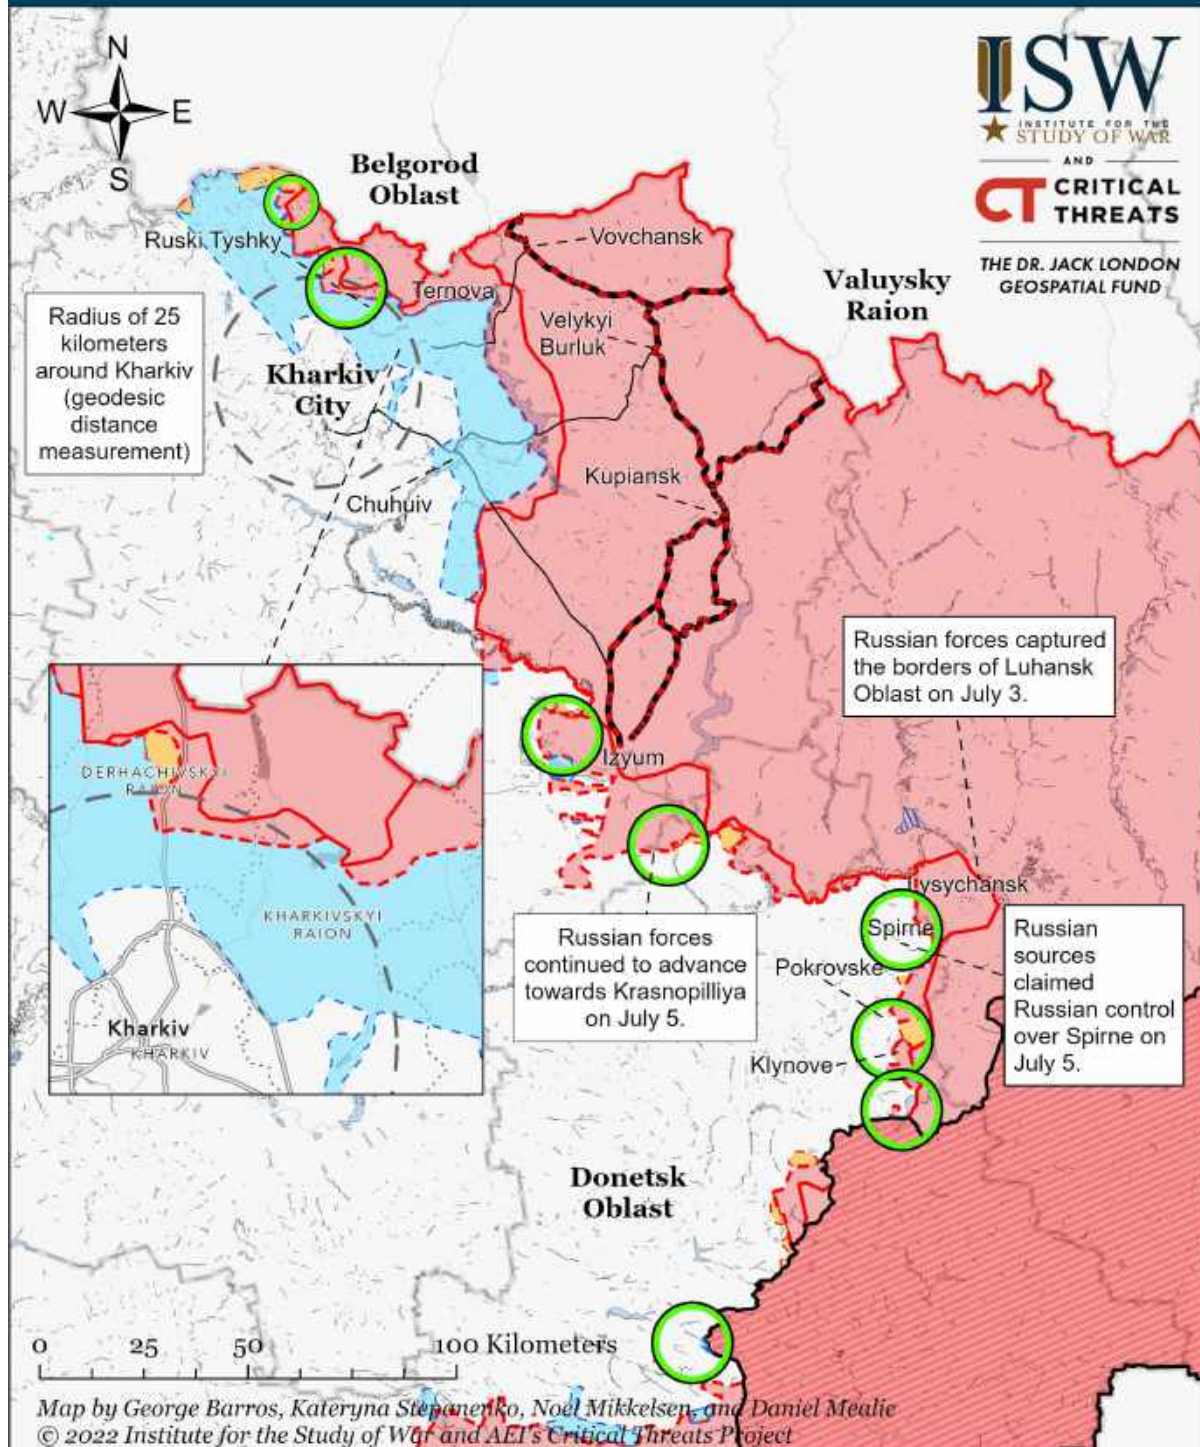 N
W E
S
ISW
INSTITUTE FOR THE
STUDY OF WAR
AND
CT CRITICAL
THREATS
THE DR. JACK LONDON
GEOSPATIAL FUND
Belgorod
Oblast
Ruski Tyshky
Vovchansk
Ternova
Valuysky
Raion
Velykyi
Burluk
Radius of 25
kilometers
around Kharkiv
(geodesic
distance
measurement)
Kharkiv
City
Kupiansk
Chuhuiv
Russian forces captured
the borders of Luhansk
Oblast on July 3.
Izyum
DERHACHIVSKYI
RAION
KHARKIVSKYI
RAION
Kharkiv
KHARKIV
Lysychansk
Spirne
Pokrovske
Klynove
Russian forces
continued to advance
towards Krasnopilliya
on July 5.
Russian
sources
claimed
Russian control
over Spirne on
July 5.
Donetsk
Oblast
0 25 50 100 Kilometers
Map by George Barros, Kateryna Stepanenko, Noel Mikkelsen, and Daniel Mealie
© 2022 Institute for the Study of War and AEI's Critical Threats Project